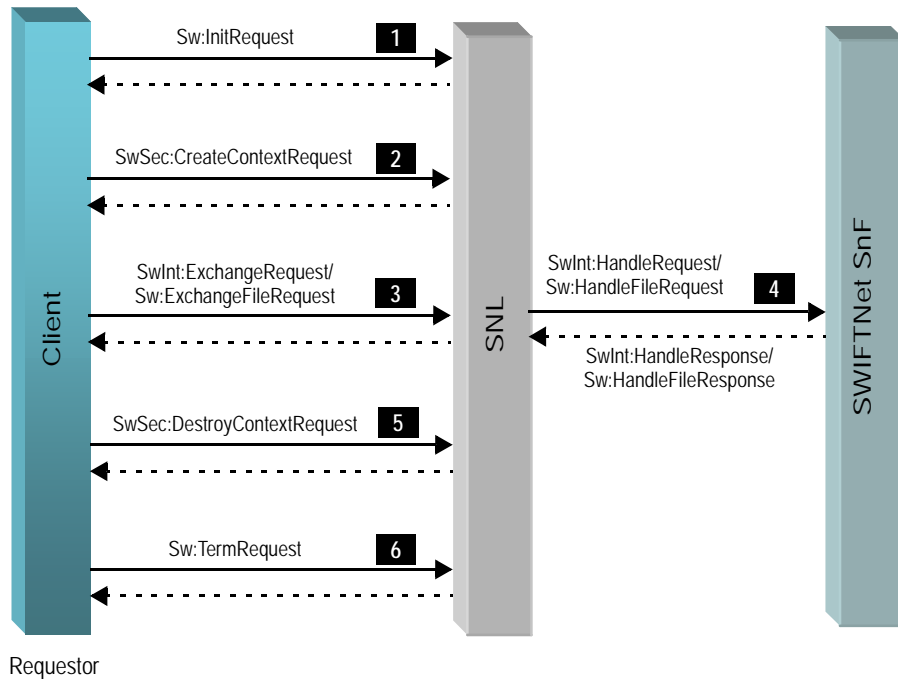 Sw:InitRequest 1
SwSec:CreateContextRequest 2
SwInt:ExchangeRequest/
Sw:ExchangeFileRequest 3
SwInt:HandleRequest/
Sw:HandleFileRequest 4
SwInt:HandleResponse/
Sw:HandleFileResponse
Client
SNL
SWIFTNet SnF
SwSec:DestroyContextRequest 5
Sw:TermRequest 6
Requestor